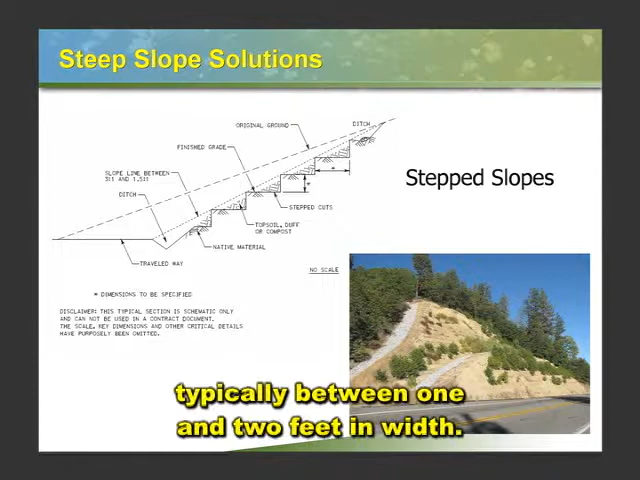 Steep Slope Solutions
ORIGINAL GROUND
DITCH
FINISHED GRADE
SLOPE LINE BETWEEN
3:1 AND 1.5:1
Stepped Slopes
DITCH
STEPPED CUTS
TOPSOIL, DUFF
OR COMPOST
NATIVE MATERIAL
TRAVELED WAY
NO SCALE
* DIMENSIONS TO BE SPECIFIED
DISCLAIMER: THIS TYPICAL SECTION IS SCHEMATIC ONLY
AND CAN NOT BE USED IN A CONTRACT DOCUMENT.
THE SCALE, KEY DIMENSIONS AND OTHER CRITICAL DETAILS
HAVE PURPOSELY BEEN OMITTED.
typically between one
and two feet in width.